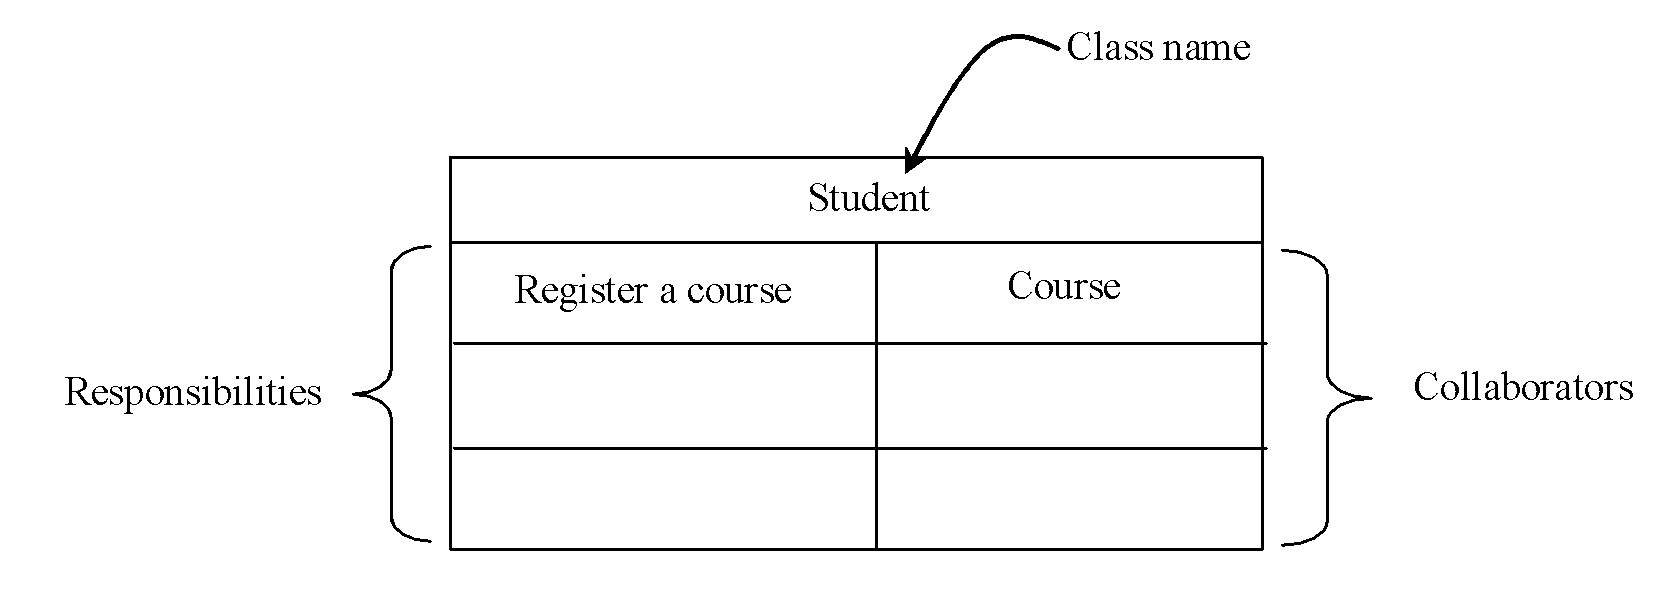 Class name
Student
Register a course
Course
Responsibilities
Collaborators